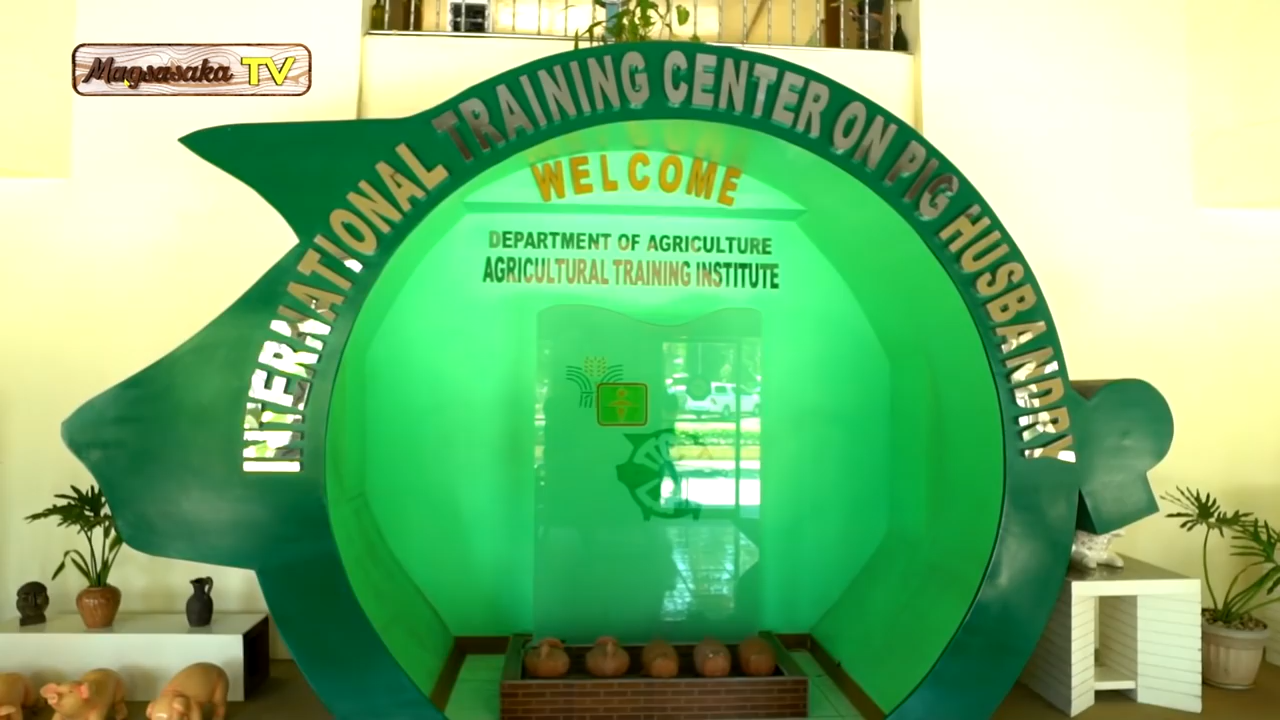 Magsasaka TV
INTERNATIONAL TRAINING CENTER ON PIG HUSBANDRY
WELCOME
DEPARTMENT OF AGRICULTURE
AGRICULTURAL TRAINING INSTITUTE